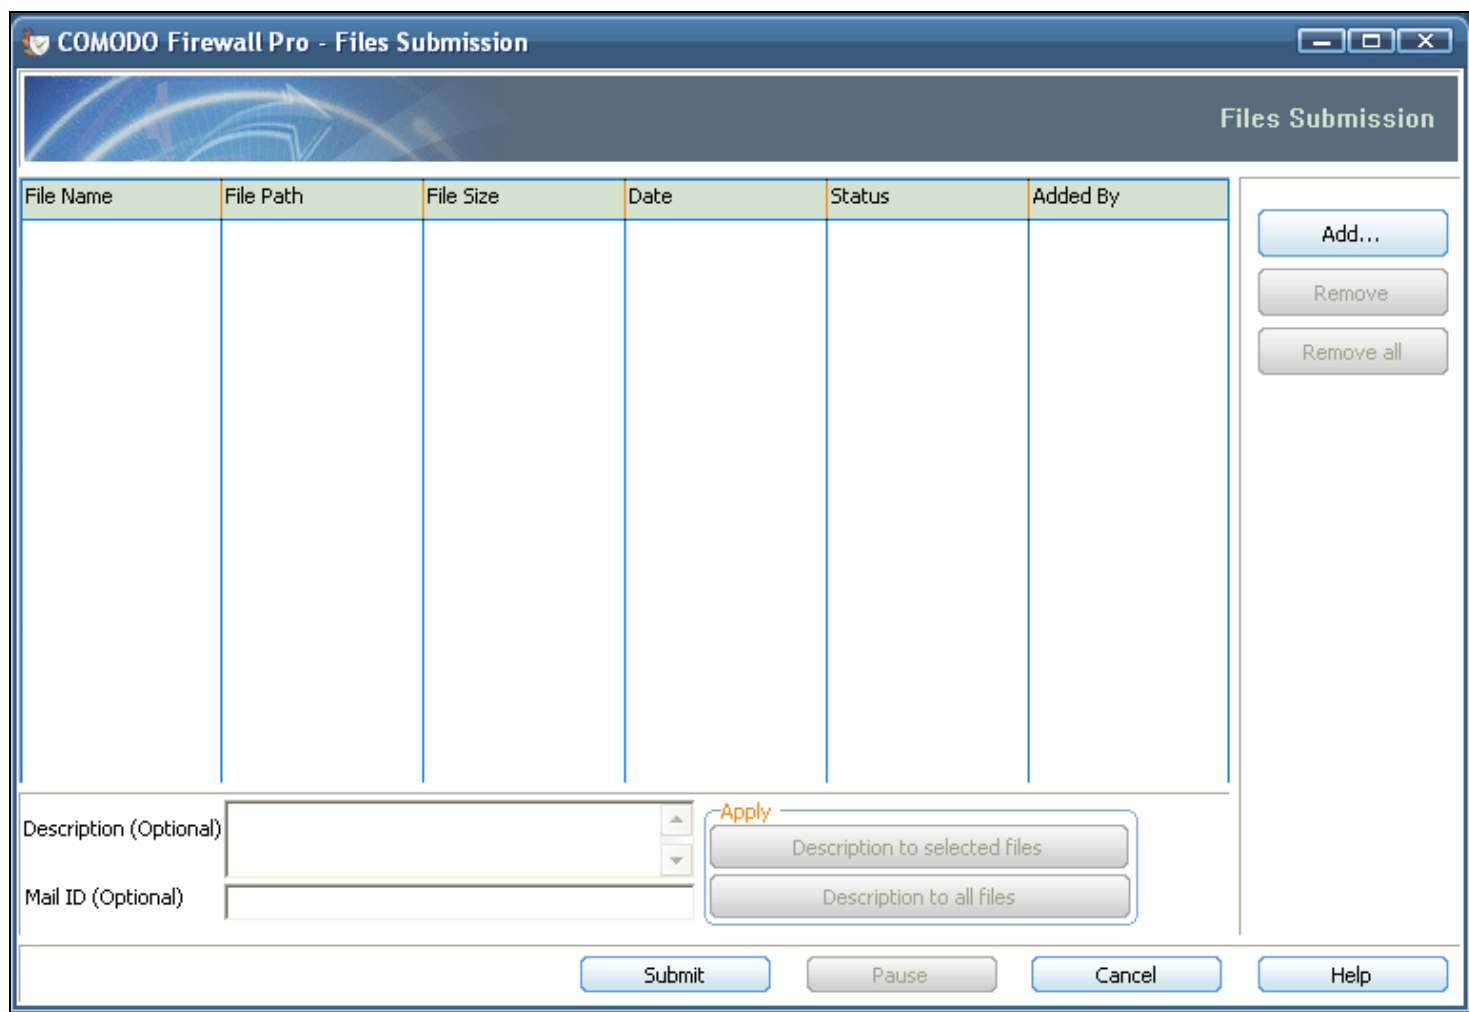 COMODO Firewall Pro - Files Submission
Files Submission
File Name File Path File Size Date Status Added By
Add...
Remove
Remove all
Description (Optional)
Apply
Description to selected files
Mail ID (Optional)
Description to all files
Submit Pause Cancel Help